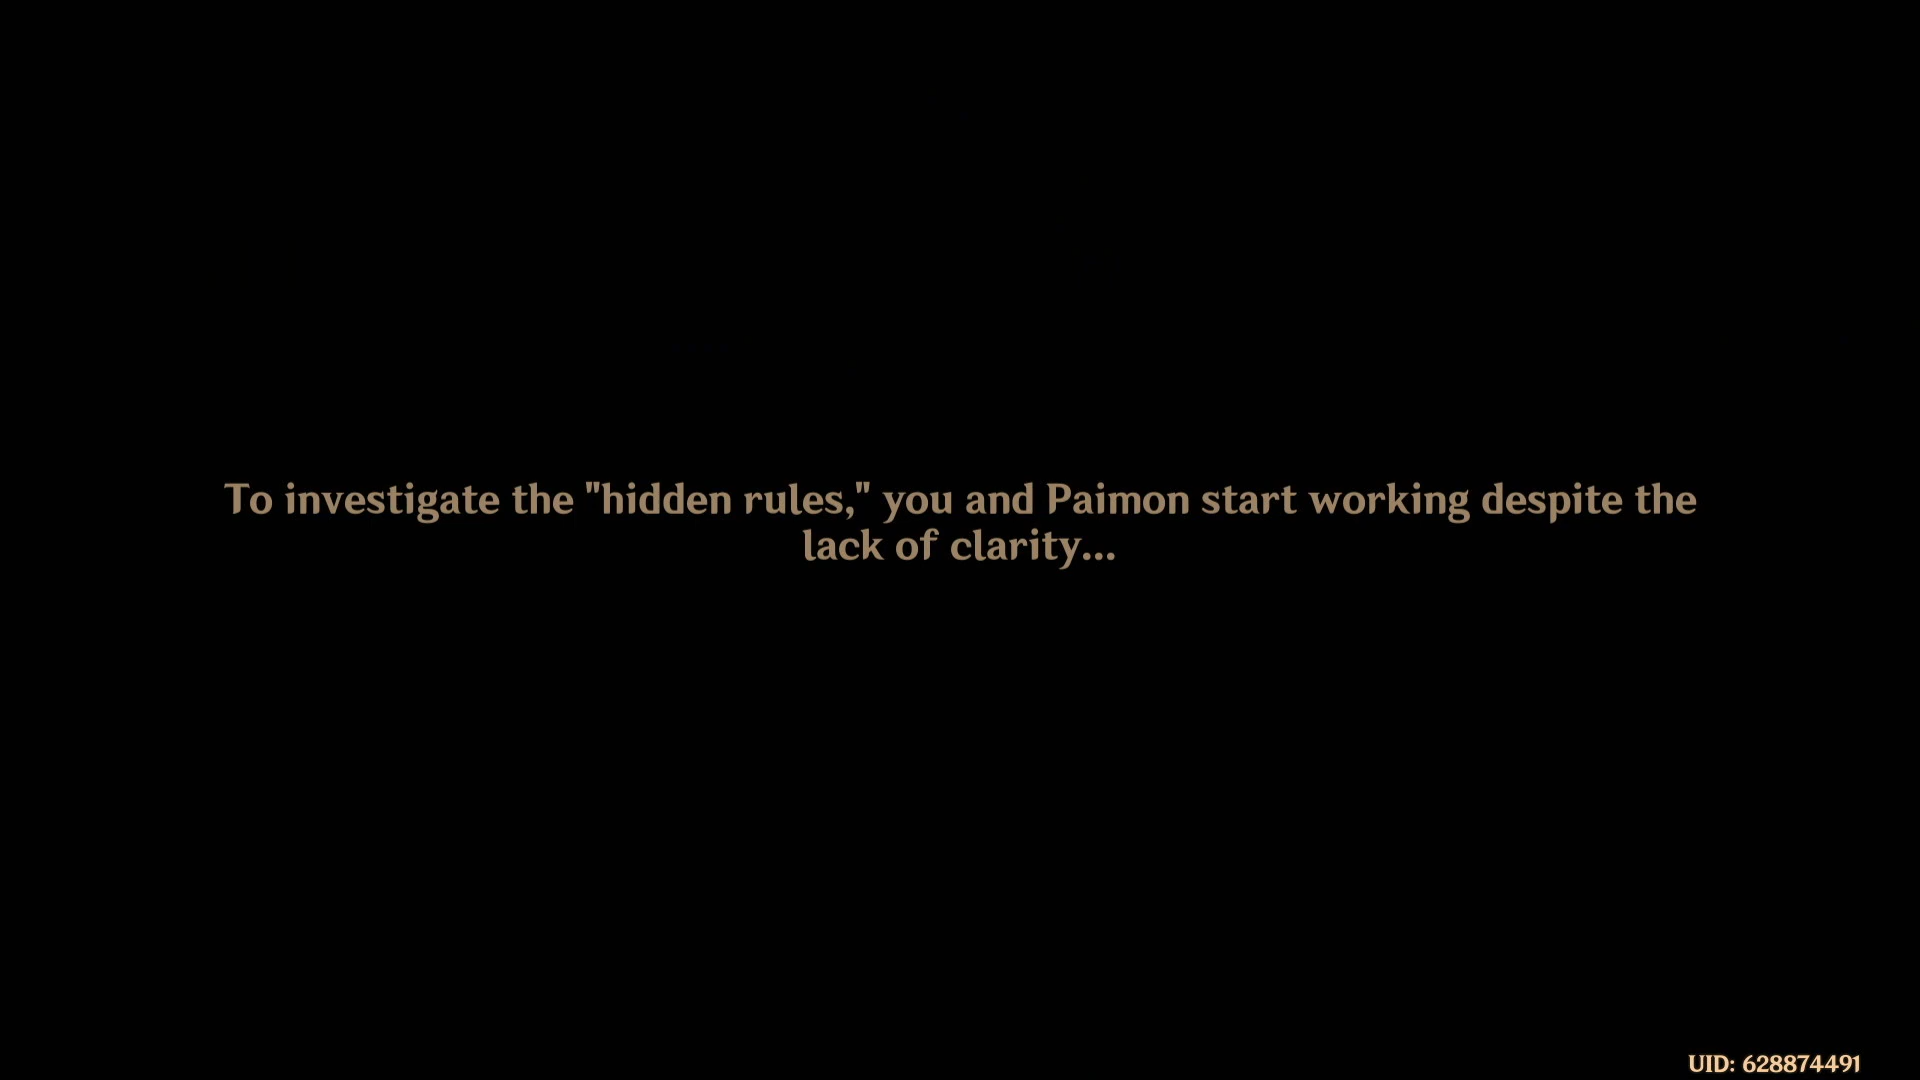 To investigate the "hidden rules," you and Paimon start working despite the
lack of clarity...
UID: 628874491